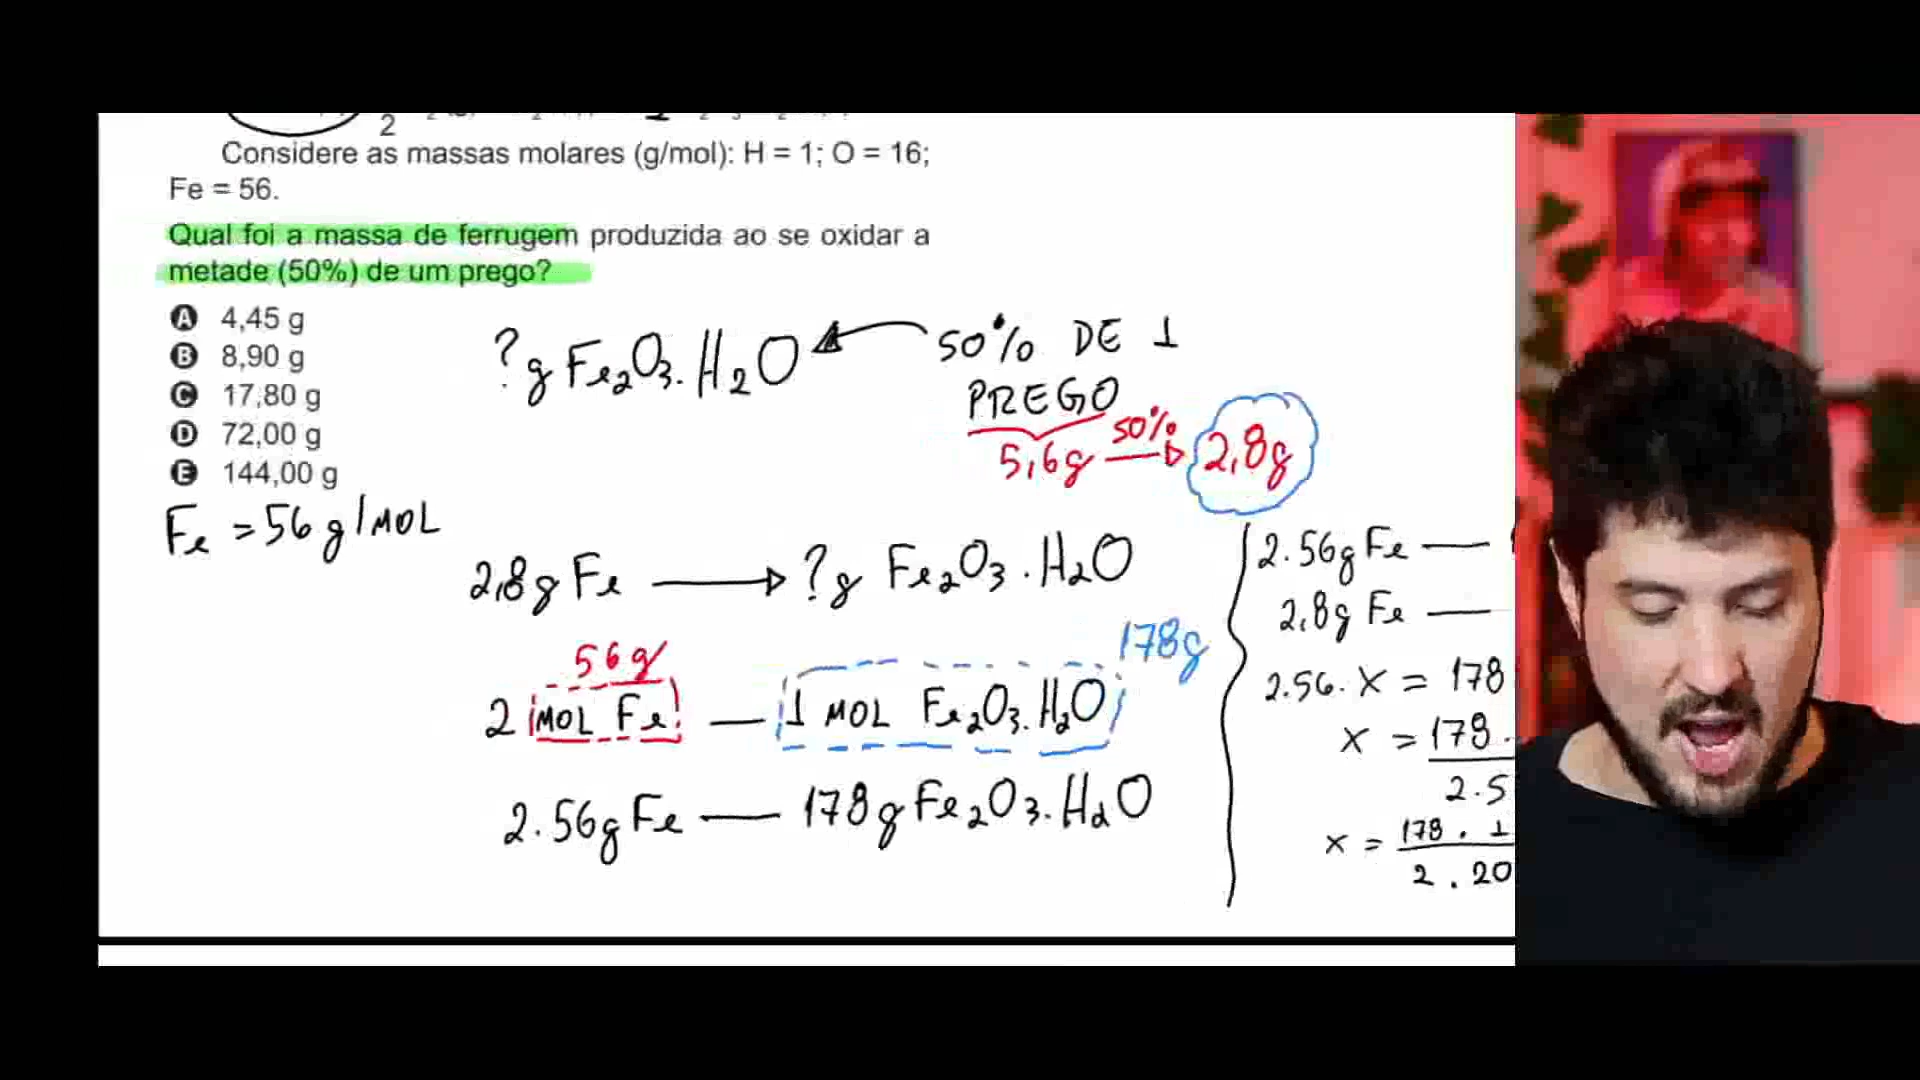 2
Considere as massas molares (g/mol): H = 1; O = 16;
Fe = 56.
Qual foi a massa de ferrugem produzida ao se oxidar a
metade (50%) de um prego?
A 4,45 g
B 8,90 g
C 17,80 g
D 72,00 g
E 144,00 g
Fe = 56 g/MOL
?g Fe₂O₃.H₂O
50% DE 1
PREGO
5,6g 50% 2,8g
2,8g Fe → ?g Fe₂O₃.H₂O
56g
178g
2 MOL Fe — 1 MOL Fe₂O₃.H₂O
2.56g Fe — 178g Fe₂O₃.H₂O
2.56g Fe —
2,8g Fe —
2.56.x = 178
x = 178.
2.5
x = 178 . 1
2 . 20